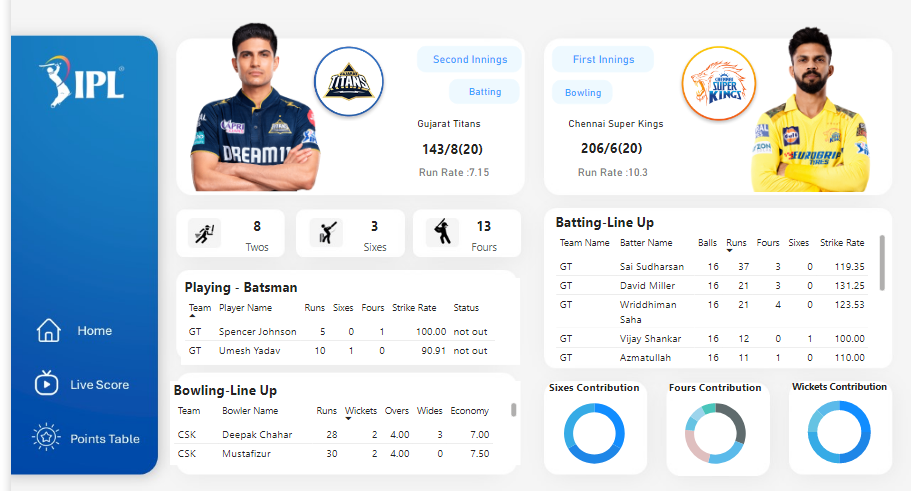 IPL
Home
Live Score
Points Table
CAPRI
DREAM11
TITANS
Second Innings
Batting
Gujarat Titans
143/8(20)
Run Rate :7.15
First Innings
Bowling
Chennai Super Kings
206/6(20)
Run Rate :10.3
CHENNAI
SUPER
KINGS
EUROGRIP
TYRES
8
Twos
3
Sixes
13
Fours
Playing - Batsman
Team Player Name Runs Sixes Fours Strike Rate Status
GT Spencer Johnson 5 0 1 100.00 not out
GT Umesh Yadav 10 1 0 90.91 not out
Bowling-Line Up
Team Bowler Name Runs Wickets Overs Wides Economy
CSK Deepak Chahar 28 2 4.00 3 7.00
CSK Mustafizur 30 2 4.00 0 7.50
Batting-Line Up
Team Name Batter Name Balls Runs Fours Sixes Strike Rate
GT Sai Sudharsan 16 37 3 0 119.35
GT David Miller 16 21 3 0 131.25
GT Wriddhiman 16 21 4 0 123.53
Saha
GT Vijay Shankar 16 12 0 1 100.00
GT Azmatullah 16 11 1 0 110.00
Sixes Contribution
Fours Contribution
Wickets Contribution